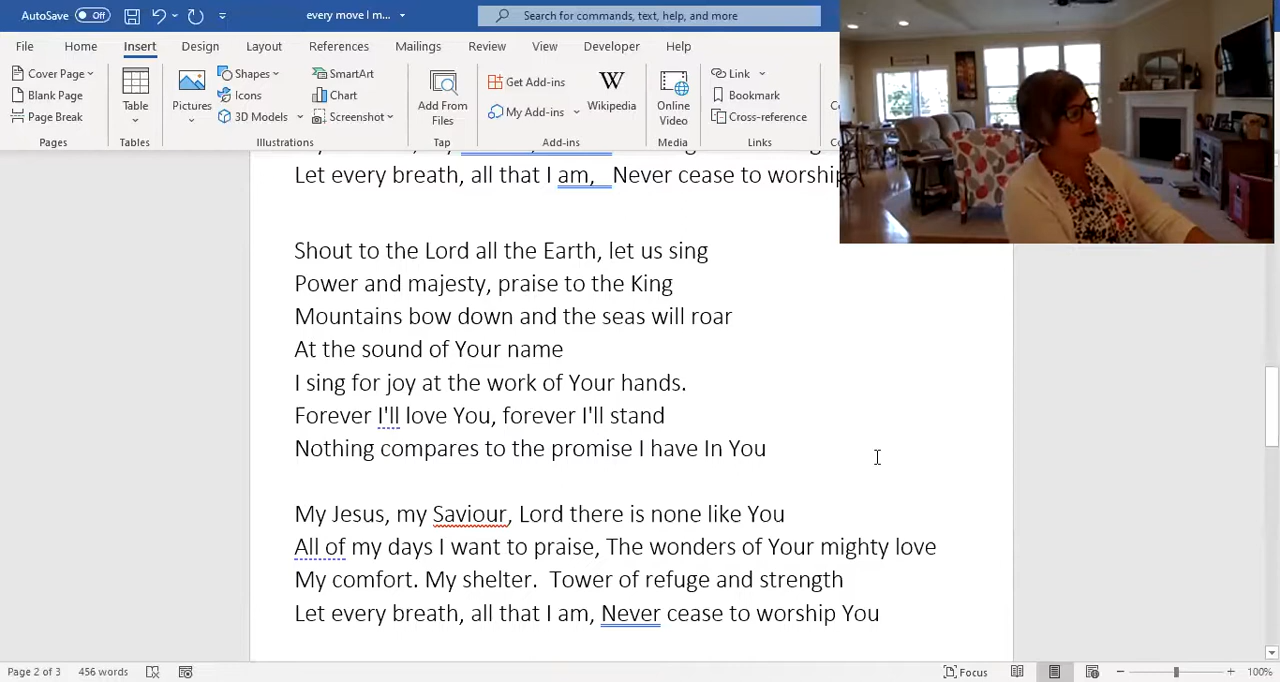 AutoSave Off every move I m... Search for commands, text, help, and more
File Home Insert Design Layout References Mailings Review View Developer Help
Cover Page
Blank Page
Page Break
Pages
Table
Tables
Pictures
Shapes
Icons
3D Models
SmartArt
Chart
Screenshot
Illustrations
Add From
Files
Tap
Get Add-ins
My Add-ins
Wikipedia
Add-ins
Online
Video
Media
Link
Bookmark
Cross-reference
Links
Let every breath, all that I am, Never cease to worship
Shout to the Lord all the Earth, let us sing
Power and majesty, praise to the King
Mountains bow down and the seas will roar
At the sound of Your name
I sing for joy at the work of Your hands.
Forever I'll love You, forever I'll stand
Nothing compares to the promise I have In You
My Jesus, my Saviour, Lord there is none like You
All of my days I want to praise, The wonders of Your mighty love
My comfort. My shelter. Tower of refuge and strength
Let every breath, all that I am, Never cease to worship You
Page 2 of 3 456 words Focus 100%